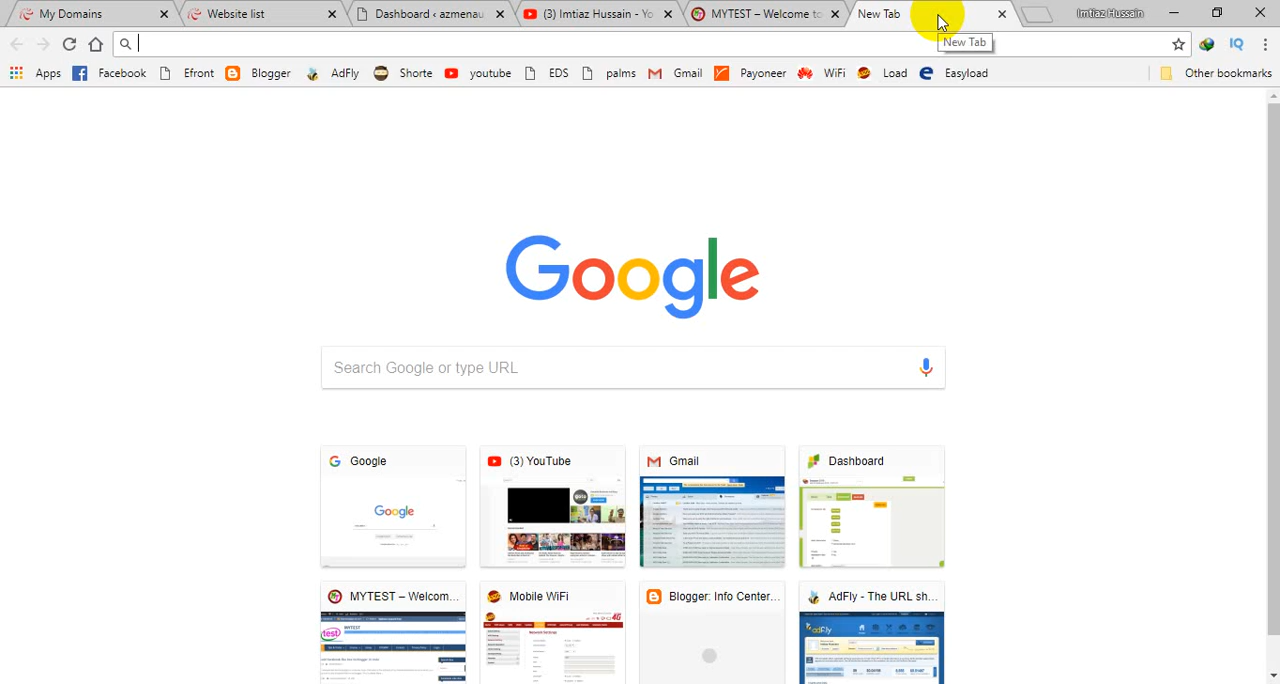 My Domains
Website list
Dashboard ‹ azmenau
(3) Imtiaz Hussain - Yo
MYTEST – Welcome to
New Tab
Imtiaz Hussain
New Tab
Apps
Facebook
Efront
Blogger
AdFly
Shorte
youtube
EDS
palms
Gmail
Payoneer
WiFi
Load
Easyload
Other bookmarks
Google
Search Google or type URL
Google
(3) YouTube
Gmail
Dashboard
MYTEST – Welcom...
Mobile WiFi
Blogger: Info Center...
AdFly - The URL sh...